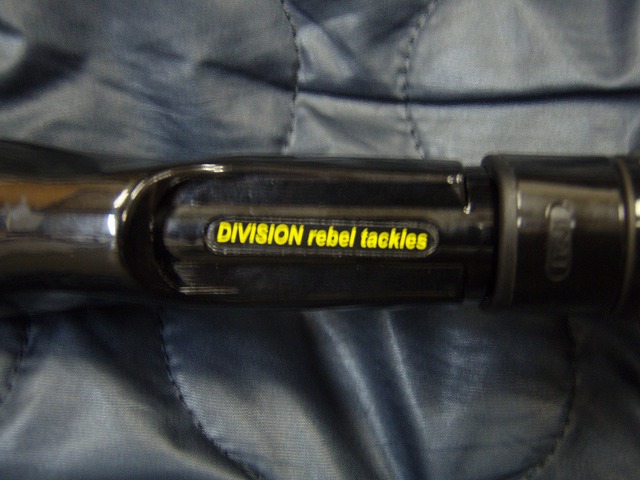 DIVISION rebel tackles